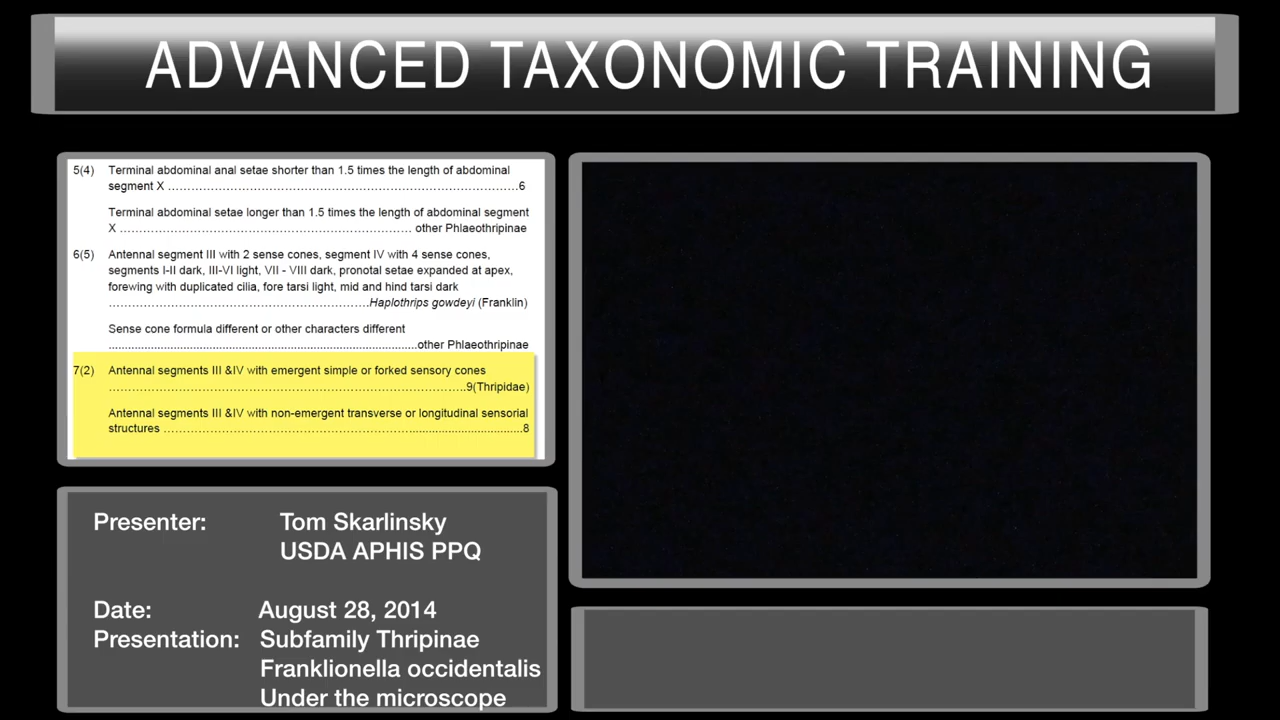 ADVANCED TAXONOMIC TRAINING
5(4) Terminal abdominal anal setae shorter than 1.5 times the length of abdominal
segment X ……………………………………………………………………………6
Terminal abdominal setae longer than 1.5 times the length of abdominal segment
X ………………………………………………………………… other Phlaeothripinae
6(5) Antennal segment III with 2 sense cones, segment IV with 4 sense cones,
segments I-II dark, III-VI light, VII - VIII dark, pronotal setae expanded at apex,
forewing with duplicated cilia, fore tarsi light, mid and hind tarsi dark
…………………………………………………………Haplothrips gowdeyi (Franklin)
Sense cone formula different or other characters different
....................................................................................other Phlaeothripinae
7(2) Antennal segments III &IV with emergent simple or forked sensory cones
………………………………………………………………………………..9(Thripidae)
Antennal segments III &IV with non-emergent transverse or longitudinal sensorial
structures ……………………………………………...............................8
Presenter: Tom Skarlinsky
USDA APHIS PPQ
Date: August 28, 2014
Presentation: Subfamily Thripinae
Franklionella occidentalis
Under the microscope